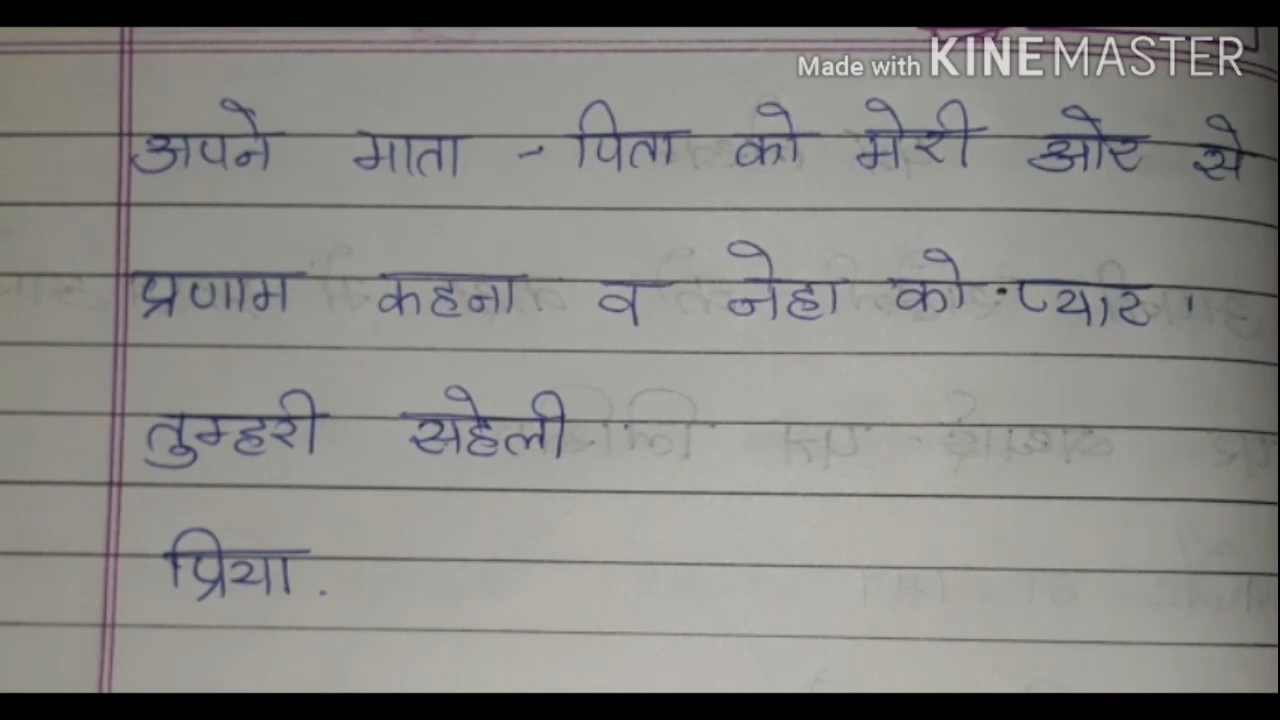 Made with KINEMASTER
अपने माता - पिता को मेरी ओर से
प्रणाम कहना व नेहा को प्यार
तुम्हरी सहेली
प्रिया.